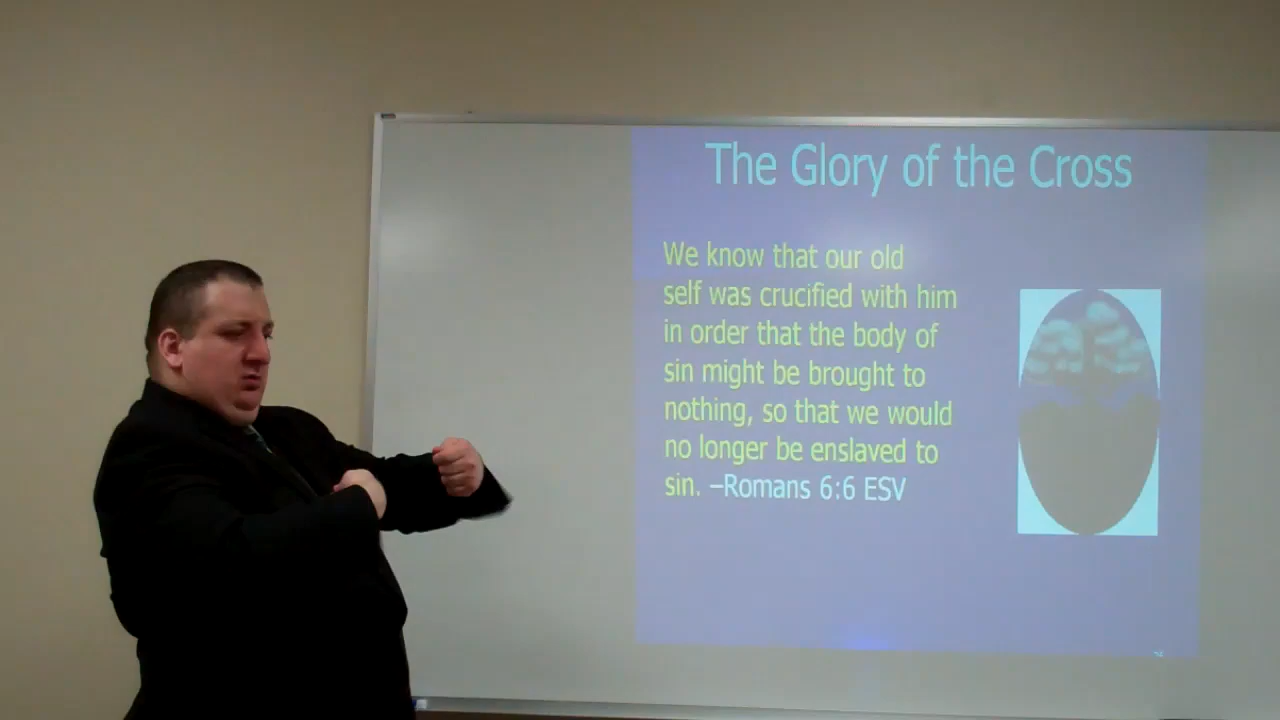 The Glory of the Cross
We know that our old
self was crucified with him
in order that the body of
sin might be brought to
nothing, so that we would
no longer be enslaved to
sin. –Romans 6:6 ESV